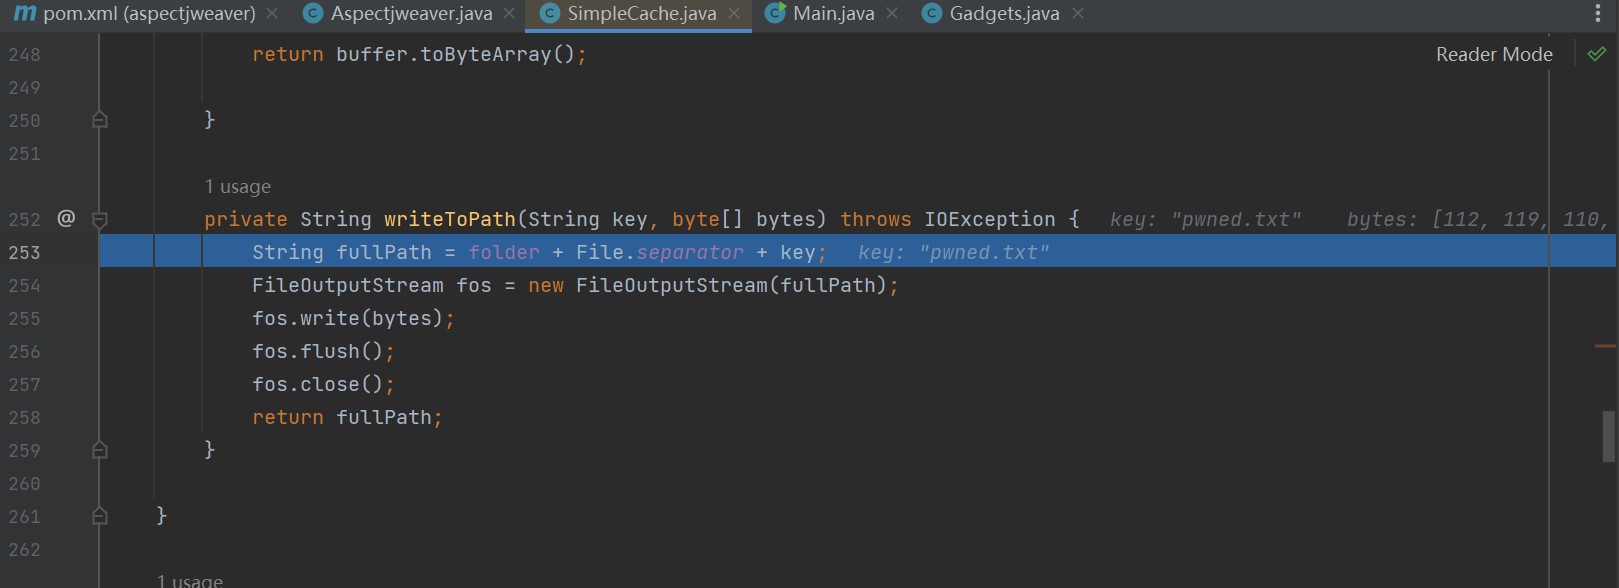 pom.xml (aspectjweaver) Aspectjweaver.java SimpleCache.java Main.java Gadgets.java
248 return buffer.toByteArray(); Reader Mode
249
250 }
251
1 usage
252 @ private String writeToPath(String key, byte[] bytes) throws IOException { key: "pwned.txt" bytes: [112, 119, 110,
253 String fullPath = folder + File.separator + key; key: "pwned.txt"
254 FileOutputStream fos = new FileOutputStream(fullPath);
255 fos.write(bytes);
256 fos.flush();
257 fos.close();
258 return fullPath;
259 }
260
261 }
262
1 usage